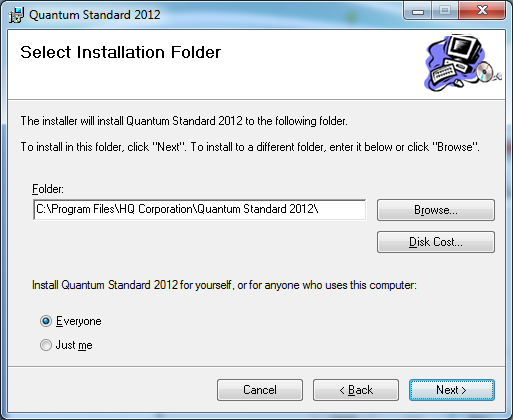 Quantum Standard 2012
Select Installation Folder
The installer will install Quantum Standard 2012 to the following folder.
To install in this folder, click "Next". To install to a different folder, enter it below or click "Browse".
Folder:
C:\Program Files\HQ Corporation\Quantum Standard 2012\
Browse...
Disk Cost...
Install Quantum Standard 2012 for yourself, or for anyone who uses this computer:
Everyone
Just me
Cancel
< Back
Next >